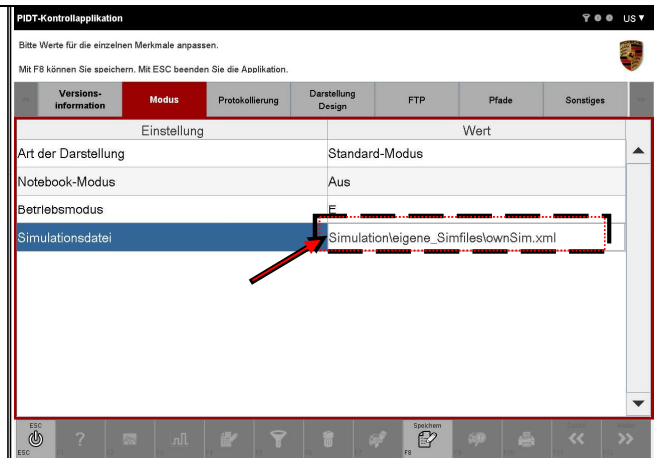 PIDT-Kontrollapplikation
US
Bitte Werte für die einzelnen Merkmale anpassen.
Mit F8 können Sie speichern. Mit ESC beenden Sie die Applikation.
Versions-
information
Modus
Protokollierung
Darstellung
Design
FTP
Pfade
Sonstiges
Einstellung Wert
Art der Darstellung Standard-Modus
Notebook-Modus Aus
Betriebsmodus E
Simulationsdatei Simulation\eigene_Simfiles\ownSim.xml
ESC Speichern
ESC F8